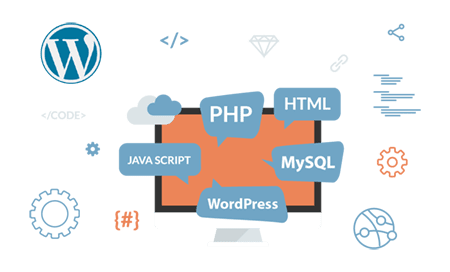 W
</>
</CODE>
PHP
HTML
JAVA SCRIPT
MySQL
WordPress
{#}